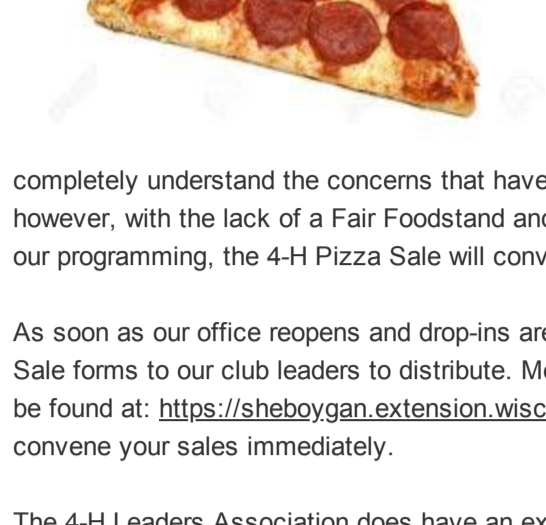 completely understand the concerns that have
however, with the lack of a Fair Foodstand and
our programming, the 4-H Pizza Sale will conv
As soon as our office reopens and drop-ins are
Sale forms to our club leaders to distribute. Mo
be found at: https://sheboygan.extension.wisc
convene your sales immediately.
The 4-H Leaders Association does have an ex